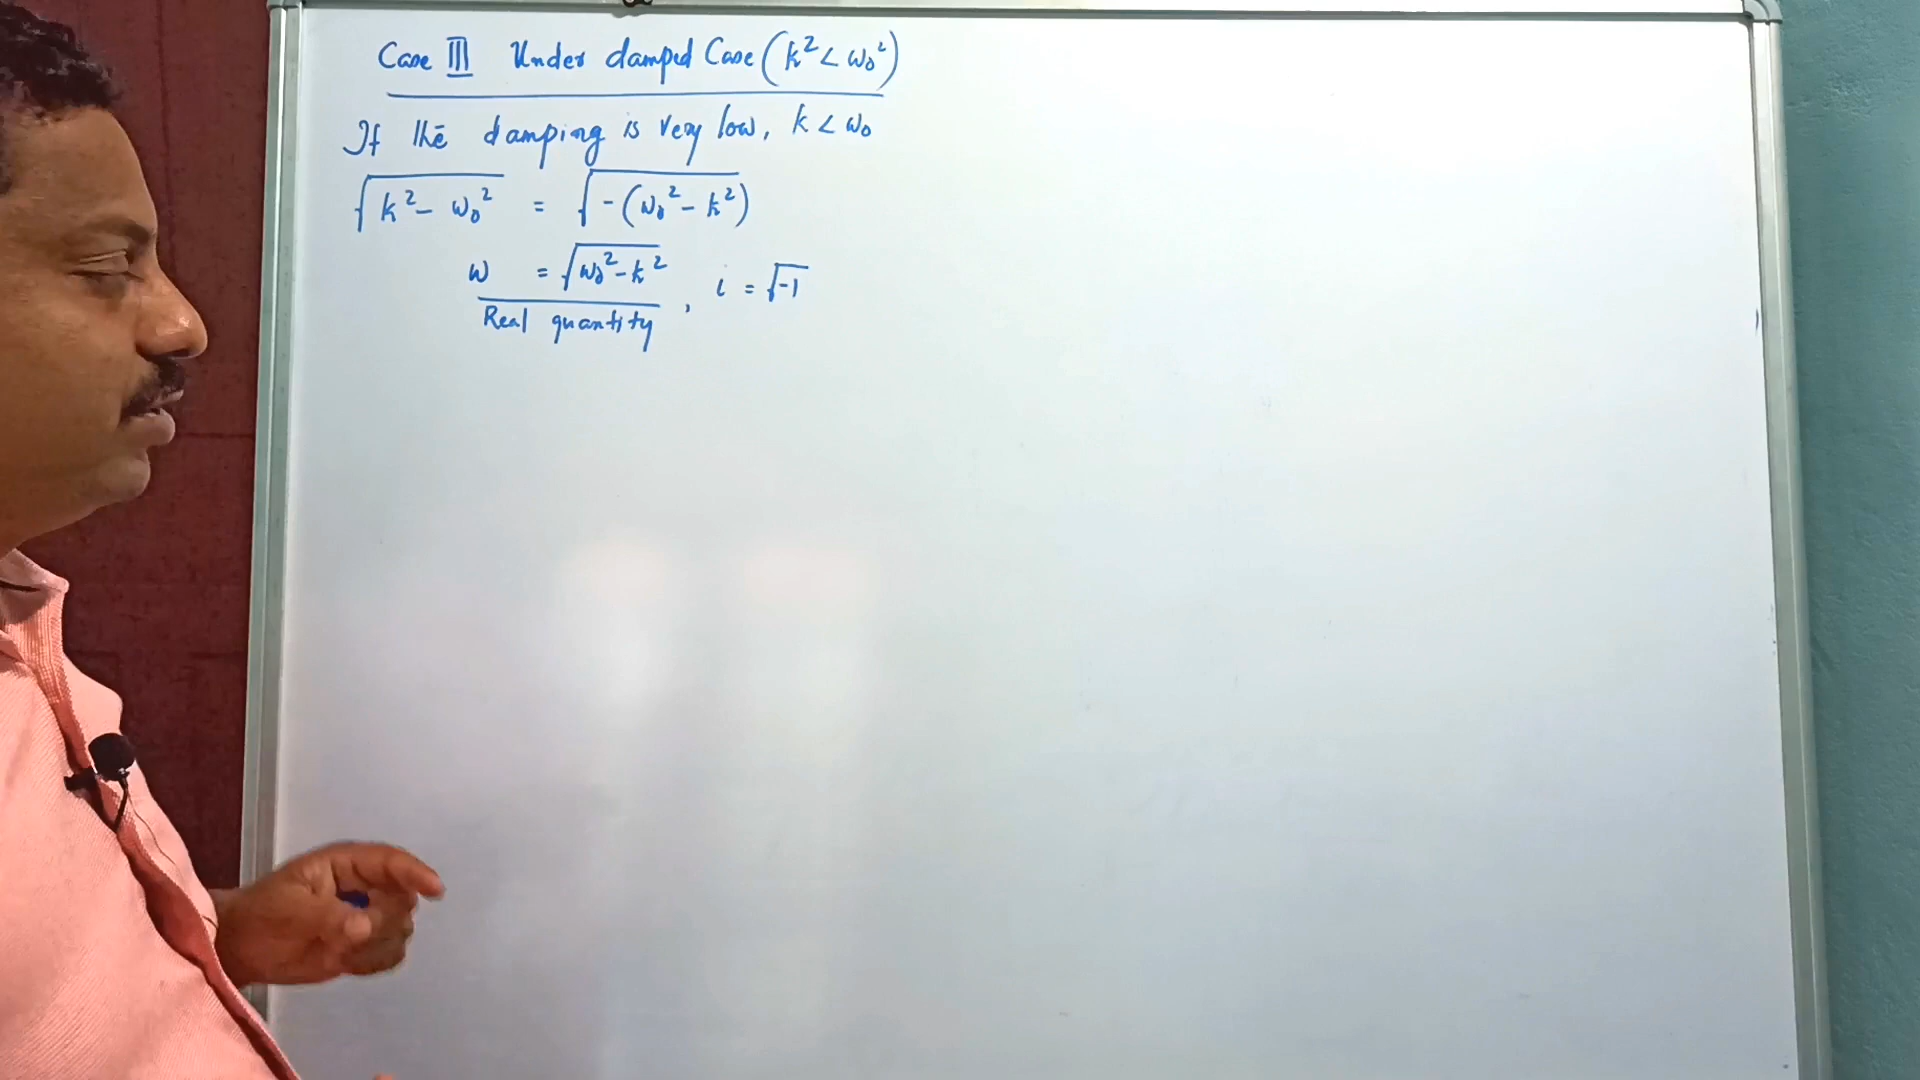 Case III Under damped Case (k² < ω₀²)
If the damping is very low, k < ω₀
√(k² - ω₀²) = √(-(ω₀² - k²))
ω = √(ω₀² - k²) , i = √-1
Real quantity